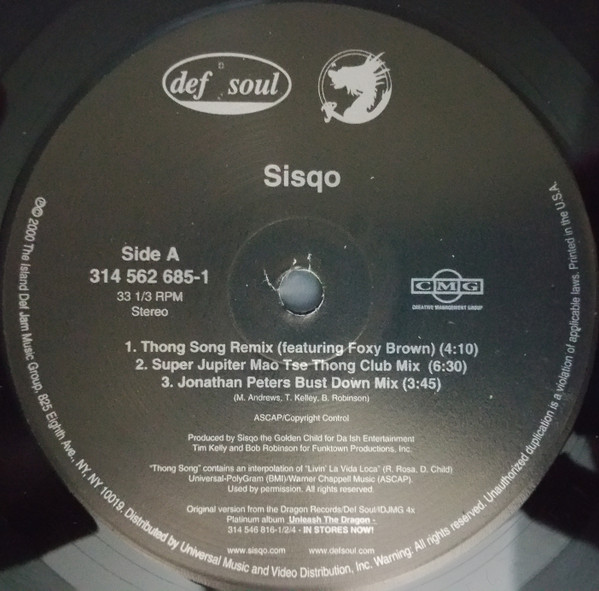 def soul
R
Sisqo
Side A
314 562 685-1
33 1/3 RPM
Stereo
CMG
CREATIVE MANAGEMENT GROUP
1. Thong Song Remix (featuring Foxy Brown) (4:10)
2. Super Jupiter Mao Tse Thong Club Mix (6:30)
3. Jonathan Peters Bust Down Mix (3:45)
(M. Andrews, T. Kelley, B. Robinson)
ASCAP/Copyright Control
Produced by Sisqo the Golden Child for Da Ish Entertainment
Tim Kelly and Bob Robinson for Funktown Productions, Inc.
"Thong Song" contains an interpolation of "Livin' La Vida Loca" (R. Rosa, D. Child)
Universal-PolyGram (BMI)/Warner Chappell Music (ASCAP).
Used by permission. All rights reserved.
Original version from the Dragon Records/Def Soul/IDJMG 4x
Platinum album Unleash The Dragon -
314 546 816-1/2/4 - IN STORES NOW!
www.sisqo.com www.defsoul.com
℗© 2000 The Island Def Jam Music Group, 825 Eighth Ave., NY, NY 10019. Distributed by Universal Music and Video Distribution, Inc. Warning: All rights reserved. Unauthorized duplication is a violation of applicable laws. Printed in the U.S.A.